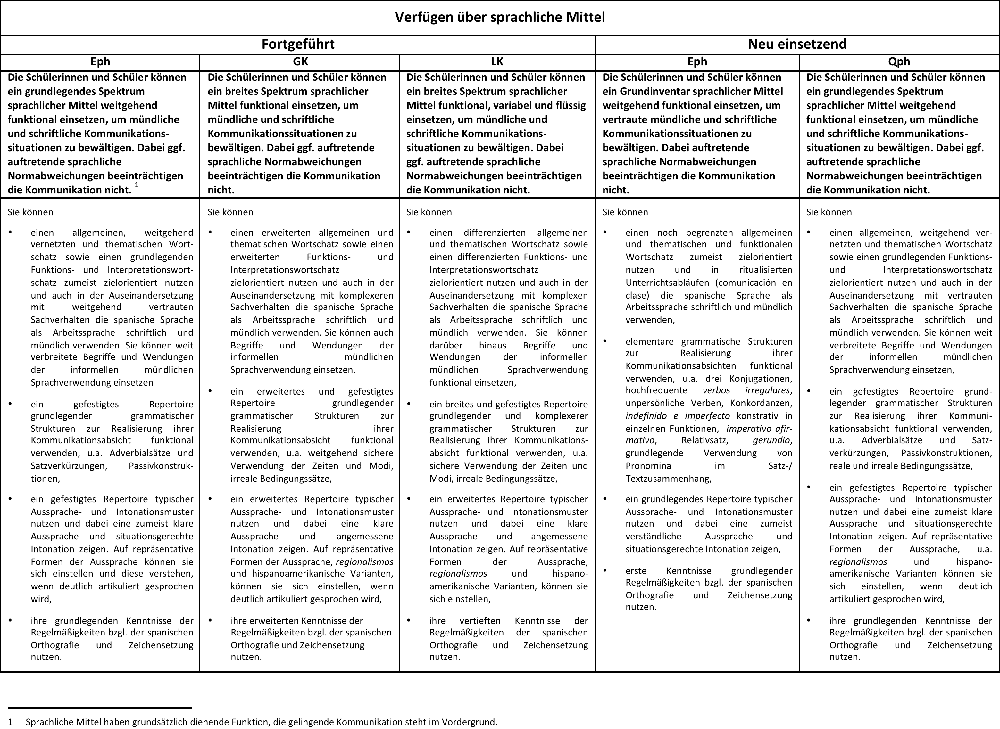 Verfügen über sprachliche Mittel
Fortgeführt
Neu einsetzend
Eph
GK
LK
Eph
Qph
Die Schülerinnen und Schüler können
ein grundlegendes Spektrum
sprachlicher Mittel weitgehend
funktional einsetzen, um mündliche
und schriftliche Kommunikations-
situationen zu bewältigen. Dabei ggf.
auftretende sprachliche
Normabweichungen beeinträchtigen
die Kommunikation nicht. 1
Die Schülerinnen und Schüler können
ein breites Spektrum sprachlicher
Mittel funktional einsetzen, um
mündliche und schriftliche
Kommunikationssituationen zu
bewältigen. Dabei ggf. auftretende
sprachliche Normabweichungen
beeinträchtigen die Kommunikation
nicht.
Die Schülerinnen und Schüler können
ein breites Spektrum sprachlicher
Mittel funktional, variabel und flüssig
einsetzen, um mündliche und
schriftliche Kommunikations-
situationen zu bewältigen. Dabei
ggf. auftretende sprachliche
Normabweichungen beeinträchtigen
die Kommunikation nicht.
Die Schülerinnen und Schüler können
ein Grundinventar sprachlicher Mittel
weitgehend funktional einsetzen, um
vertraute mündliche und schriftliche
Kommunikationssituationen zu
bewältigen. Dabei auftretende
sprachliche Normabweichungen
beeinträchtigen die Kommunikation
nicht.
Die Schülerinnen und Schüler können
ein grundlegendes Spektrum
sprachlicher Mittel weitgehend
funktional einsetzen, um mündliche
und schriftliche Kommunikations-
situationen zu bewältigen. Dabei ggf.
auftretende sprachliche
Normabweichungen beeinträchtigen
die Kommunikation nicht.
Sie können
• einen allgemeinen, weitgehend
vernetzten und thematischen Wort-
schatz sowie einen grundlegenden
Funktions- und Interpretationswort-
schatz zumeist zielorientiert nutzen
und auch in der Auseinandersetzung
mit weitgehend vertrauten
Sachverhalten die spanische Sprache
als Arbeitssprache schriftlich und
mündlich verwenden. Sie können weit
verbreitete Begriffe und Wendungen
der informellen mündlichen
Sprachverwendung einsetzen
• ein gefestigtes Repertoire
grundlegender grammatischer
Strukturen zur Realisierung ihrer
Kommunikationsabsicht funktional
verwenden, u.a. Adverbialsätze und
Satzverkürzungen, Passivkonstruk-
tionen,
• ein gefestigtes Repertoire typischer
Aussprache- und Intonationsmuster
nutzen und dabei eine zumeist klare
Aussprache und situationsgerechte
Intonation zeigen. Auf repräsentative
Formen der Aussprache können sie
sich einstellen und diese verstehen,
wenn deutlich artikuliert gesprochen
wird,
• ihre grundlegenden Kenntnisse der
Regelmäßigkeiten bzgl. der spanischen
Orthografie und Zeichensetzung
nutzen.
Sie können
• einen erweiterten allgemeinen und
thematischen Wortschatz sowie einen
erweiterten Funktions- und
Interpretationswortschatz
zielorientiert nutzen und auch in der
Auseinandersetzung mit komplexeren
Sachverhalten die spanische Sprache
als Arbeitssprache schriftlich und
mündlich verwenden. Sie können auch
Begriffe und Wendungen der
informellen mündlichen
Sprachverwendung einsetzen,
• ein erweitertes und gefestigtes
Repertoire grundlegender
grammatischer Strukturen zur
Realisierung ihrer
Kommunikationsabsicht funktional
verwenden, u.a. weitgehend sichere
Verwendung der Zeiten und Modi,
irreale Bedingungssätze,
• ein erweitertes Repertoire typischer
Aussprache- und Intonationsmuster
nutzen und dabei eine klare
Aussprache und angemessene
Intonation zeigen. Auf repräsentative
Formen der Aussprache, regionalismos
und hispanoamerikanische Varianten,
können sie sich einstellen, wenn
deutlich artikuliert gesprochen wird,
• ihre erweiterten Kenntnisse der
Regelmäßigkeiten bzgl. der spanischen
Orthografie und Zeichensetzung
nutzen.
Sie können
• einen differenzierten allgemeinen
und thematischen Wortschatz sowie
einen differenzierten Funktions- und
Interpretationswortschatz
zielorientiert nutzen und auch in der
Auseinandersetzung mit komplexen
Sachverhalten die spanische Sprache
als Arbeitssprache schriftlich und
mündlich verwenden. Sie können
darüber hinaus Begriffe und
Wendungen der informellen
mündlichen Sprachverwendung
funktional einsetzen,
• ein breites und gefestigtes Repertoire
grundlegender und komplexerer
grammatischer Strukturen zur
Realisierung ihrer Kommunikations-
absicht funktional verwenden, u.a.
sichere Verwendung der Zeiten und
Modi, irreale Bedingungssätze,
• ein erweitertes Repertoire typischer
Aussprache- und Intonationsmuster
nutzen und dabei eine klare
Aussprache und angemessene
Intonation zeigen. Auf repräsentative
Formen der Aussprache,
regionalismos und hispano-
amerikanische Varianten, können sie
sich einstellen,
• ihre vertieften Kenntnisse der
Regelmäßigkeiten der spanischen
Orthografie und Zeichensetzung
nutzen.
Sie können
• einen noch begrenzten allgemeinen
und thematischen und funktionalen
Wortschatz zumeist zielorientiert
nutzen und in ritualisierten
Unterrichtsabläufen (comunicación en
clase) die spanische Sprache als
Arbeitssprache schriftlich und mündlich
verwenden,
• elementare grammatische Strukturen
zur Realisierung ihrer
Kommunikationsabsichten funktional
verwenden, u.a. drei Konjugationen,
hochfrequente verbos irregulares,
unpersönliche Verben, Konkordanzen,
indefinido e imperfecto konstrativ in
einzelnen Funktionen, imperativo afir-
mativo, Relativsatz, gerundio,
grundlegende Verwendung von
Pronomina im Satz-/
Textzusammenhang,
• ein grundlegendes Repertoire typischer
Aussprache- und Intonationsmuster
nutzen und dabei eine zumeist
verständliche Aussprache und
situationsgerechte Intonation zeigen,
• erste Kenntnisse grundlegender
Regelmäßigkeiten bzgl. der spanischen
Orthografie und Zeichensetzung
nutzen.
Sie können
• einen allgemeinen, weitgehend ver-
netzten und thematischen Wortschatz
sowie einen grundlegenden Funktions-
und Interpretationswortschatz
zielorientiert nutzen und auch in der
Auseinandersetzung mit vertrauten
Sachverhalten die spanische Sprache
als Arbeitssprache schriftlich und
mündlich verwenden. Sie können weit
verbreitete Begriffe und Wendungen
der informellen mündlichen
Sprachverwendung einsetzen,
• ein gefestigtes Repertoire grund-
legender grammatischer Strukturen
zur Realisierung ihrer Kommuni-
kationsabsicht funktional verwenden,
u.a. Adverbialsätze und Satz-
verkürzungen, Passivkonstruktionen,
reale und irreale Bedingungssätze,
• ein gefestigtes Repertoire typischer
Aussprache- und Intonationsmuster
nutzen und dabei eine zumeist klare
Aussprache und situationsgerechte
Intonation zeigen. Auf repräsentative
Formen der Aussprache, u.a.
regionalismos und hispano-
amerikanische Varianten können sie
sich einstellen, wenn deutlich
artikuliert gesprochen wird,
• ihre grundlegenden Kenntnisse der
Regelmäßigkeiten bzgl. der spanischen
Orthografie und Zeichensetzung
nutzen.
1 Sprachliche Mittel haben grundsätzlich dienende Funktion, die gelingende Kommunikation steht im Vordergrund.